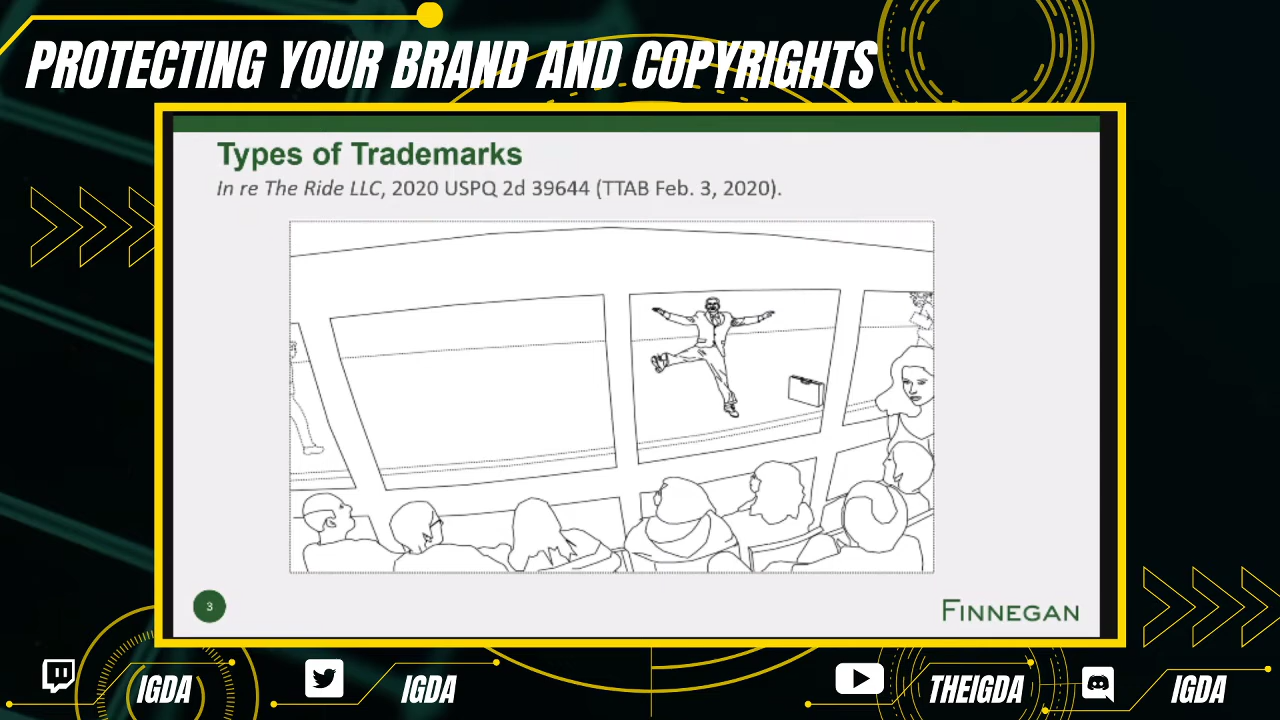 PROTECTING YOUR BRAND AND COPYRIGHTS
Types of Trademarks
In re The Ride LLC, 2020 USPQ 2d 39644 (TTAB Feb. 3, 2020).
3
FINNEGAN
IGDA
IGDA
THEIGDA
IGDA